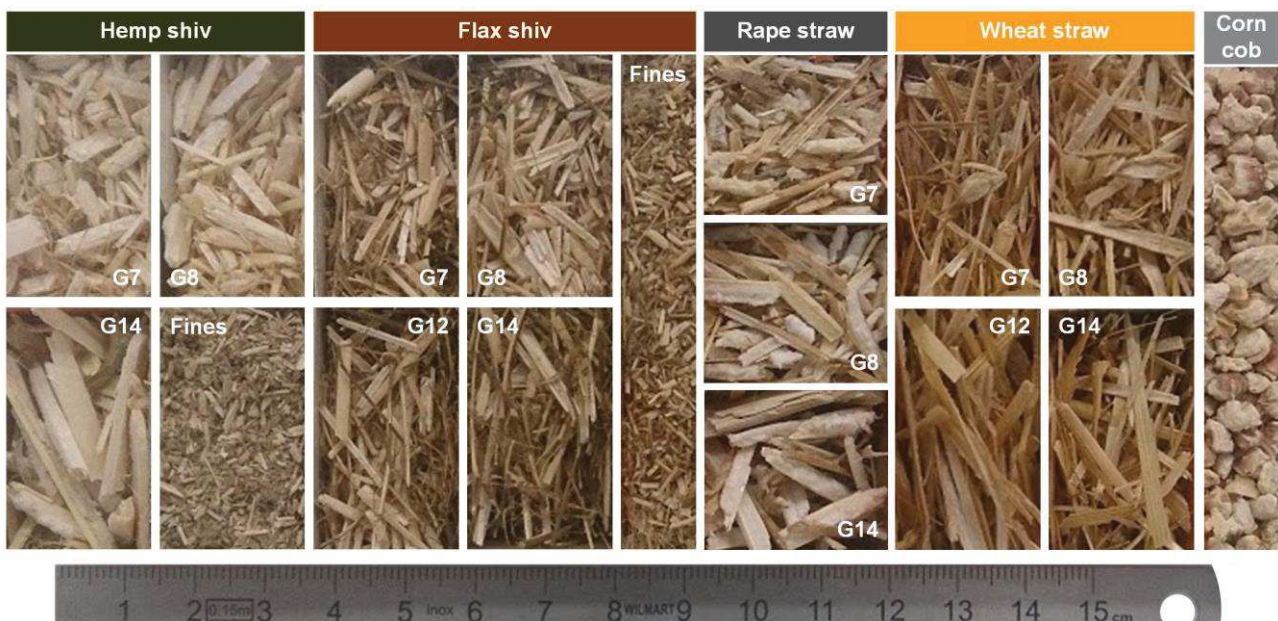 Hemp shiv
Flax shiv
Rape straw
Wheat straw
Corn
cob
G7
G8
G7
G8
Fines
G7
G7
G8
G14
Fines
G12
G14
G8
G14
G12
G14
1 2 0.15m 3 4 5 inox 6 7 8 WILMART 9 10 11 12 13 14 15 cm